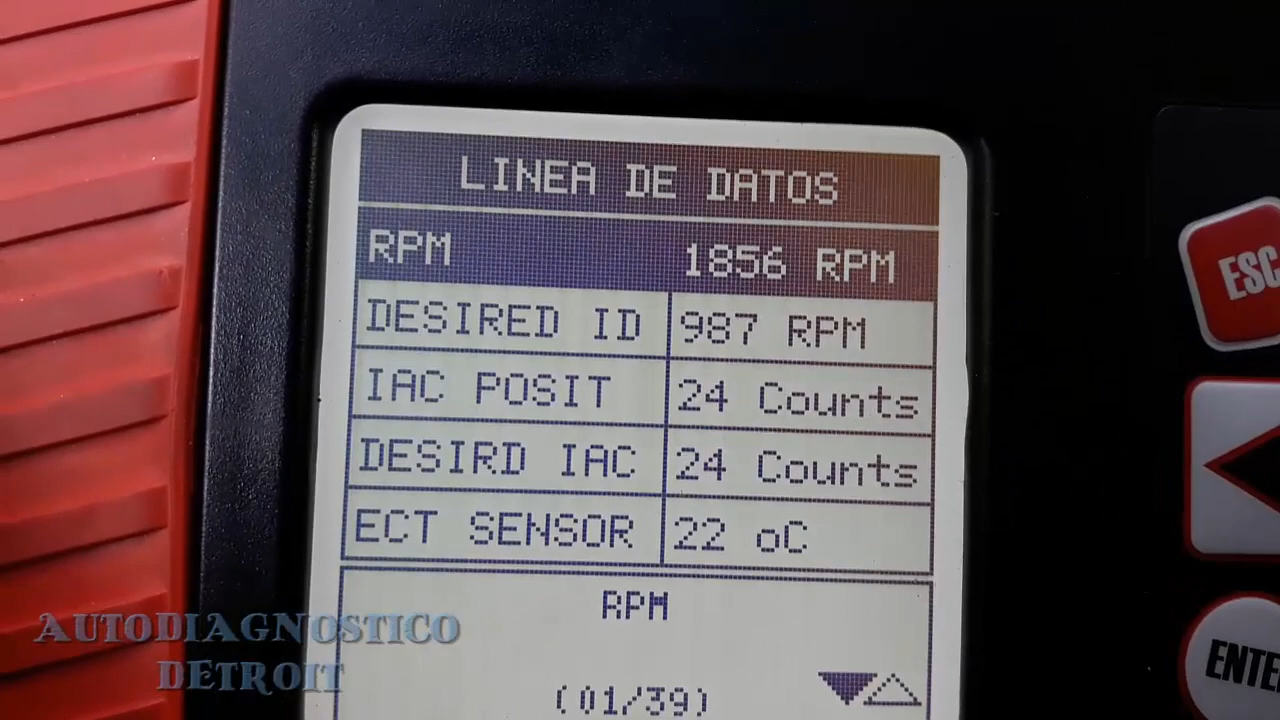 LINEA DE DATOS
RPM 1856 RPM
DESIRED ID 987 RPM
IAC POSIT 24 Counts
DESIRD IAC 24 Counts
ECT SENSOR 22 oC
RPM
(01/39)
ESC
ENTE
AUTODIAGNOSTICO
DETROIT